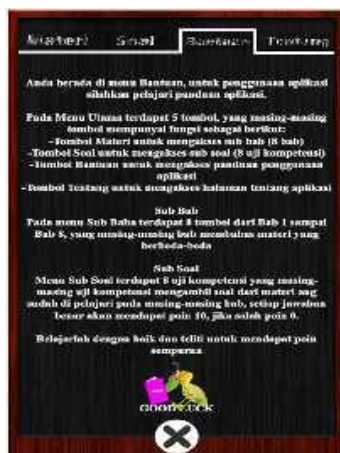 Materi Soal Bantuan Tentang
Anda berada di menu Bantuan, untuk penggunaan aplikasi
silahkan pelajari panduan aplikasi.
Pada Menu Utama terdapat 5 tombol, yang masing-masing
tombol mempunyai fungsi sebagai berikut:
-Tombol Materi untuk mengakses sub bab (8 bab)
-Tombol Soal untuk mengakses sub soal (8 uji kompetensi)
-Tombol Bantuan untuk mengakses panduan penggunaan
aplikasi
-Tombol Tentang untuk mengakses halaman tentang aplikasi
Sub Bab
Pada menu Sub Baba terdapat 8 tombol dari Bab 1 sampai
Bab 8, yang masing-masing bab membahas materi yang
berbeda-beda
Sub Soal
Menu Sub Soal terdapat 8 uji kompetensi yang masing-
masing uji kompetensi mengambil soal dari materi ang
sudah di pelajari pada masing-masing bab, setiap jawaban
benar akan mendapat poin 10, jika salah poin 0.
Belajarlah dengan baik dan teliti untuk mendapat poin
sempurna
GOOD LUCK